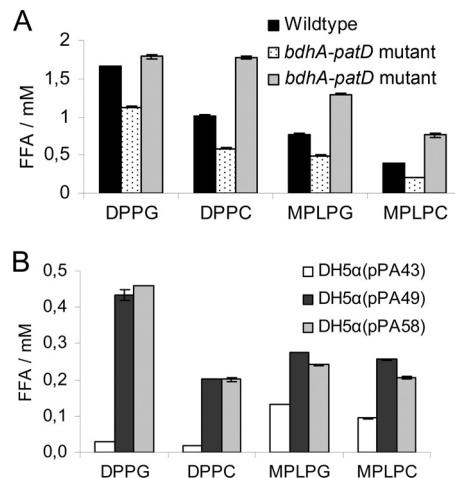 A
2
1,5
1
0,5
0
FFA / mM
Wildtype
bdhA-patD mutant
bdhA-patD mutant
DPPG DPPC MPLPG MPLPC
B
0,5
0,4
0,3
0,2
0,1
0,0
FFA / mM
DH5α(pPA43)
DH5α(pPA49)
DH5α(pPA58)
DPPG DPPC MPLPG MPLPC